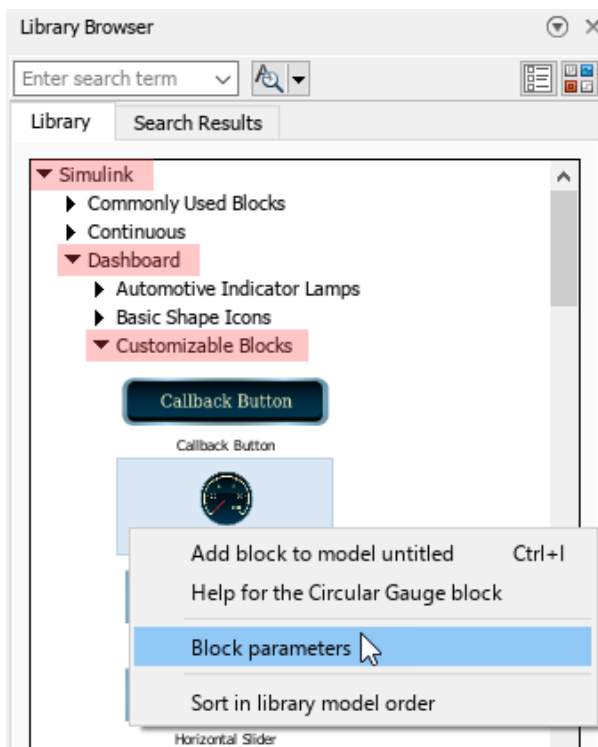 Library Browser
Enter search term
Library Search Results
Simulink
Commonly Used Blocks
Continuous
Dashboard
Automotive Indicator Lamps
Basic Shape Icons
Customizable Blocks
Callback Button
Callback Button
Add block to model untitled Ctrl+I
Help for the Circular Gauge block
Block parameters
Sort in library model order
Horizontal Slider